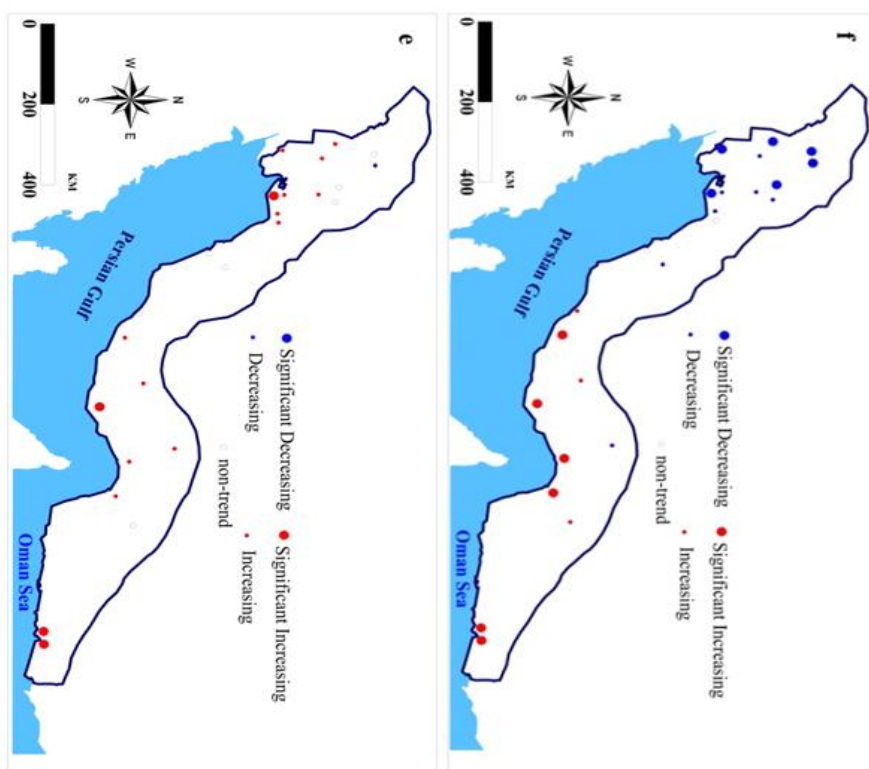 f
Significant Decreasing
Significant Increasing
Decreasing
Increasing
non-trend
N
W
E
S
Persian Gulf
KM
0 200 400
Oman Sea
e
Significant Decreasing
Significant Increasing
Decreasing
Increasing
non-trend
N
W
E
S
Persian Gulf
KM
0 200 400
Oman Sea